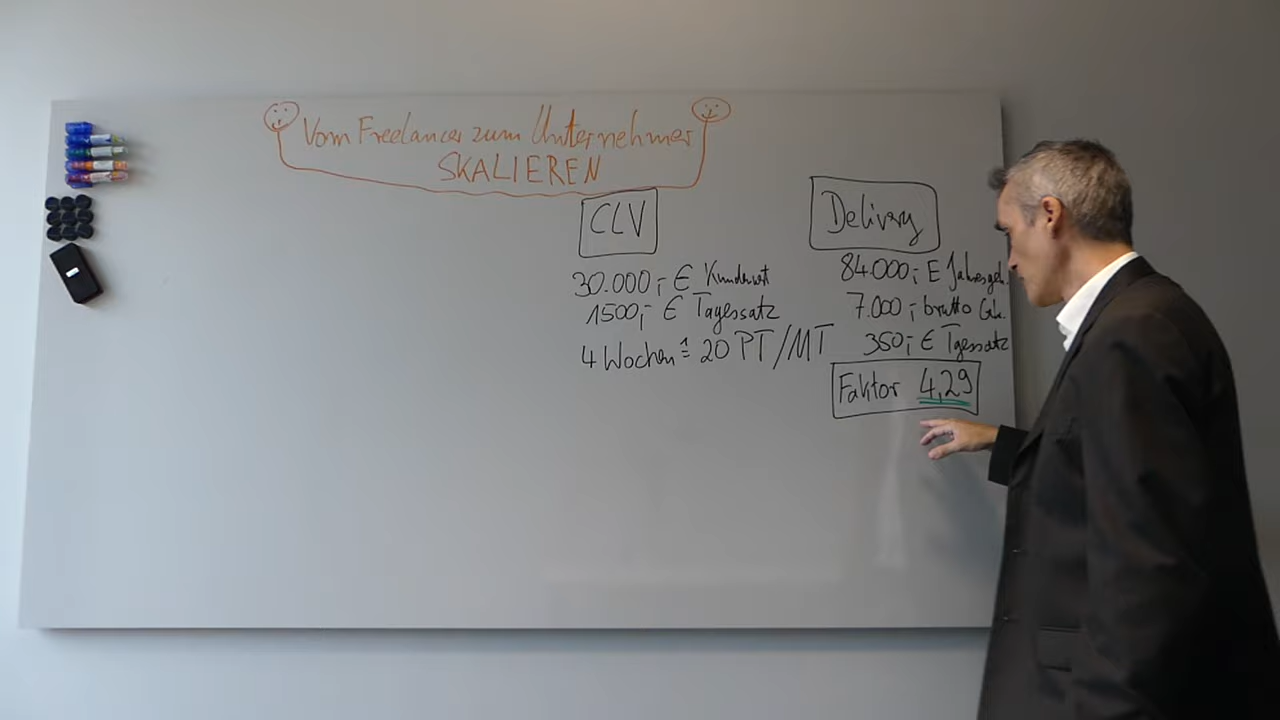 Vom Freelancer zum Unternehmer
SKALIEREN
CLV
30.000,- € Kundenwert
1500,- € Tagessatz
4 Wochen ≙ 20 PT/MT
Delivery
84.000,- € Jahresgeh.
7.000,- brutto Geh.
350,- € Tgessatz
Faktor 4,29